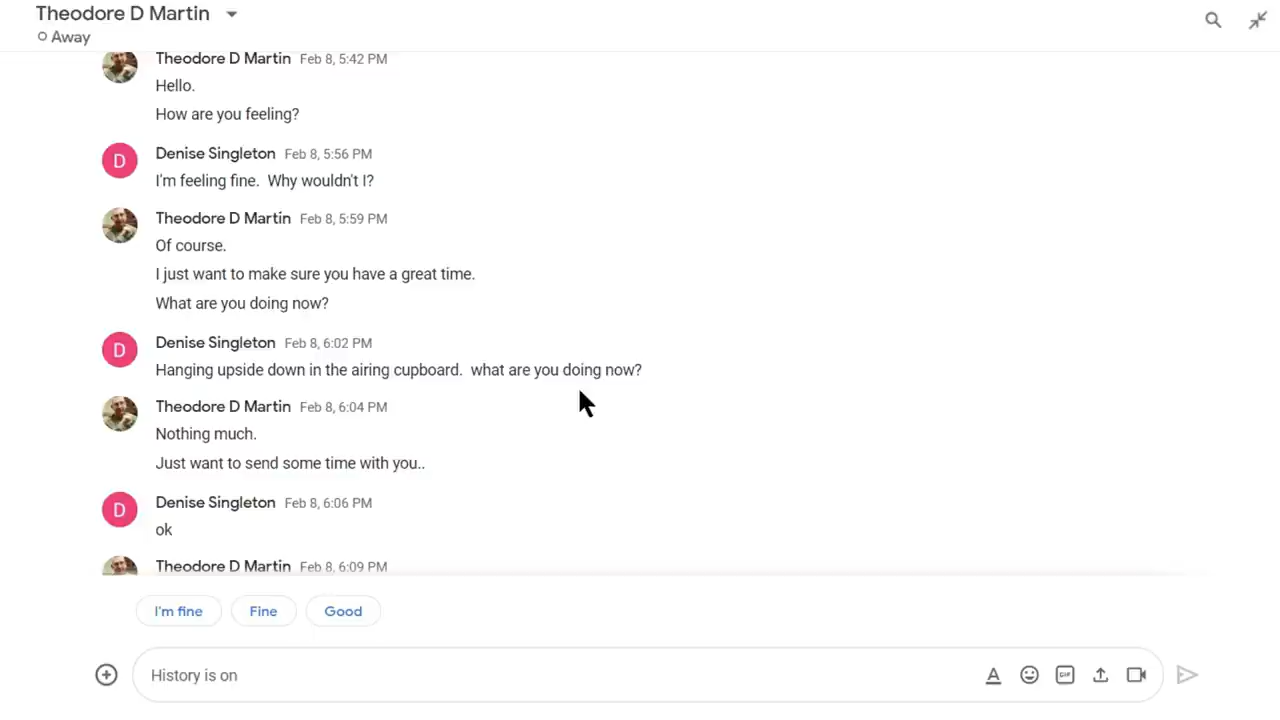 Theodore D Martin
Away
Theodore D Martin Feb 8, 5:42 PM
Hello.
How are you feeling?
D
Denise Singleton Feb 8, 5:56 PM
I'm feeling fine.  Why wouldn't I?
Theodore D Martin Feb 8, 5:59 PM
Of course.
I just want to make sure you have a great time.
What are you doing now?
D
Denise Singleton Feb 8, 6:02 PM
Hanging upside down in the airing cupboard.  what are you doing now?
Theodore D Martin Feb 8, 6:04 PM
Nothing much.
Just want to send some time with you..
D
Denise Singleton Feb 8, 6:06 PM
ok
Theodore D Martin Feb 8, 6:09 PM
I'm fine Fine Good
History is on A GIF